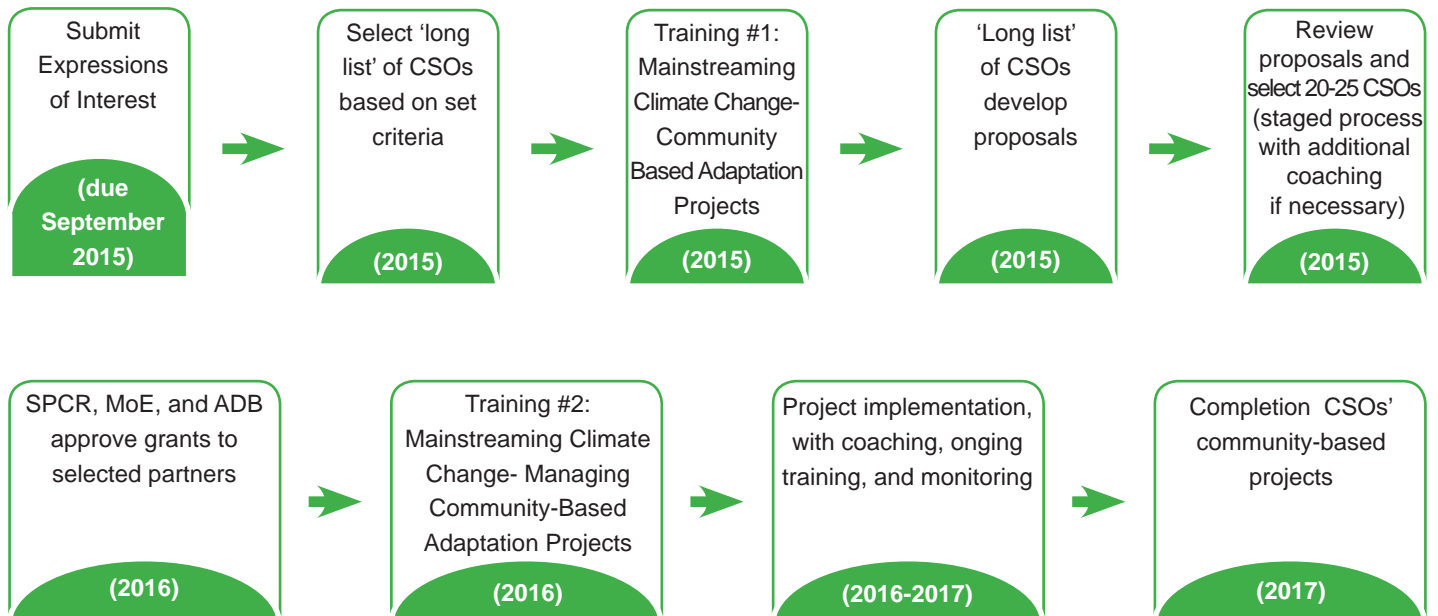 Submit
Expressions
of Interest
(due
September
2015)
Select ‘long
list’ of CSOs
based on set
criteria
(2015)
Training #1:
Mainstreaming
Climate Change-
Community
Based Adaptation
Projects
(2015)
‘Long list’
of CSOs
develop
proposals
(2015)
Review
proposals and
select 20-25 CSOs
(staged process
with additional
coaching
if necessary)
(2015)
SPCR, MoE, and ADB
approve grants to
selected partners
(2016)
Training #2:
Mainstreaming Climate
Change- Managing
Community-Based
Adaptation Projects
(2016)
Project implementation,
with coaching, onging
training, and monitoring
(2016-2017)
Completion CSOs’
community-based
projects
(2017)